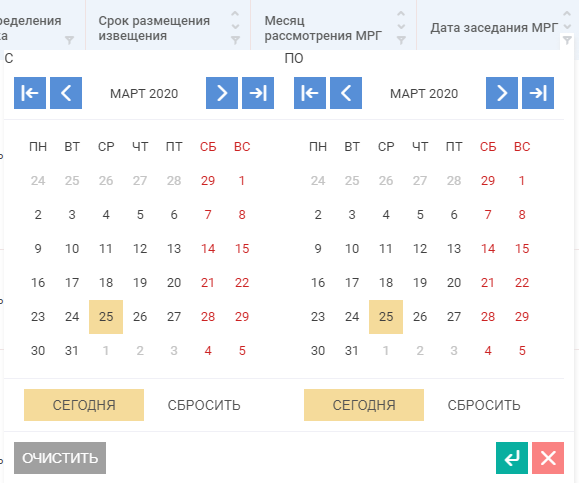 ределения Срок размещения Месяц Дата заседания МРГ
ка извещения рассмотрения МРГ
С ПО
МАРТ 2020 МАРТ 2020
ПН ВТ СР ЧТ ПТ СБ ВС ПН ВТ СР ЧТ ПТ СБ ВС
24 25 26 27 28 29 1 24 25 26 27 28 29 1
2 3 4 5 6 7 8 2 3 4 5 6 7 8
9 10 11 12 13 14 15 9 10 11 12 13 14 15
16 17 18 19 20 21 22 16 17 18 19 20 21 22
23 24 25 26 27 28 29 23 24 25 26 27 28 29
30 31 1 2 3 4 5 30 31 1 2 3 4 5
СЕГОДНЯ СБРОСИТЬ СЕГОДНЯ СБРОСИТЬ
ОЧИСТИТЬ